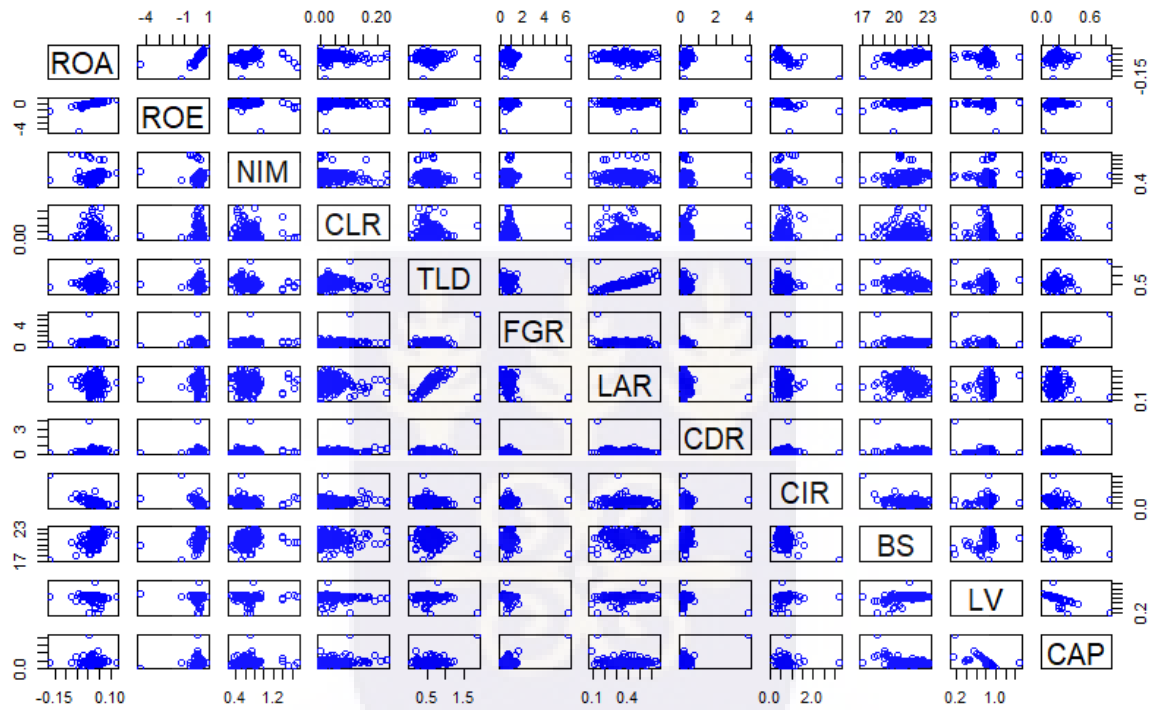 -4 -1 1 0.00 0.20 0 2 4 6 0 2 4 17 20 23 0.0 0.6
ROA -0.15
0 -4 ROE
NIM 0.4
0.00 CLR
TLD 0.5
0 4 FGR
LAR 0.1
0 3 CDR
CIR 0.0
17 23 BS
LV 0.2
0.0 CAP
-0.15 0.10 0.4 1.2 0.5 1.5 0.1 0.4 0.0 2.0 0.2 1.0